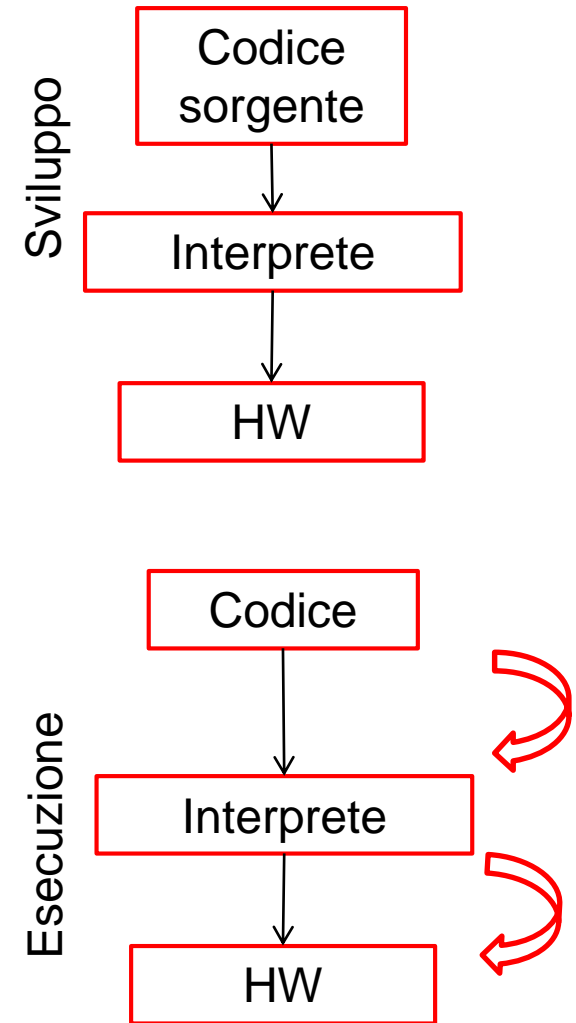 Sviluppo
Codice
sorgente
Interprete
HW
Esecuzione
Codice
Interprete
HW